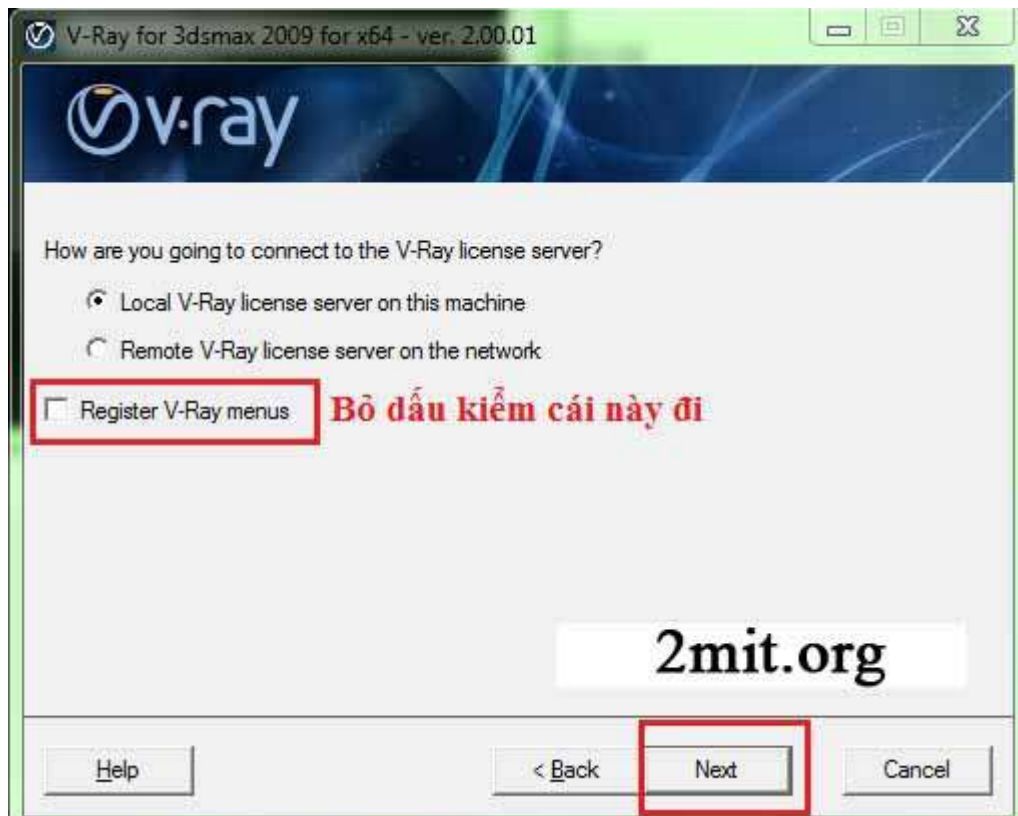 V-Ray for 3dsmax 2009 for x64 - ver. 2.00.01
v·ray
How are you going to connect to the V-Ray license server?
Local V-Ray license server on this machine
Remote V-Ray license server on the network
Register V-Ray menus Bỏ dấu kiểm cái này đi
2mit.org
Help < Back Next Cancel